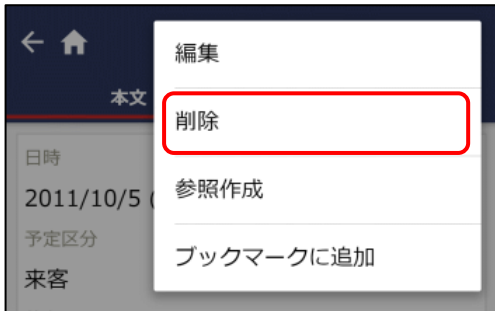 編集
本文
削除
日時
2011/10/5 (
参照作成
予定区分
ブックマークに追加
来客